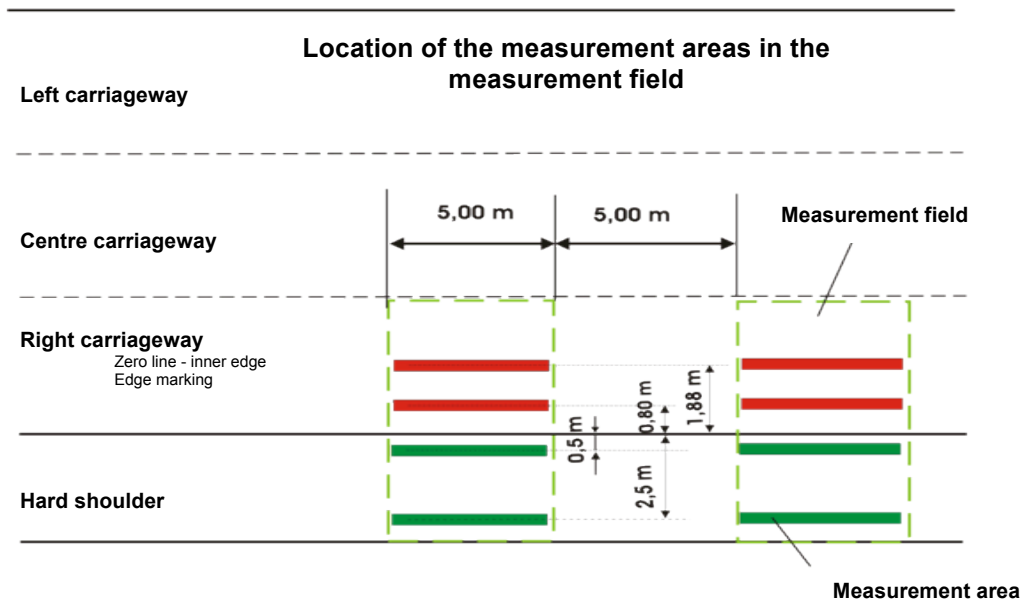 Location of the measurement areas in the
measurement field
Left carriageway
5,00 m
5,00 m
Measurement field
Centre carriageway
Right carriageway
Zero line - inner edge
Edge marking
1,88 m
0,80 m
0,5 m
2,5 m
Hard shoulder
Measurement area